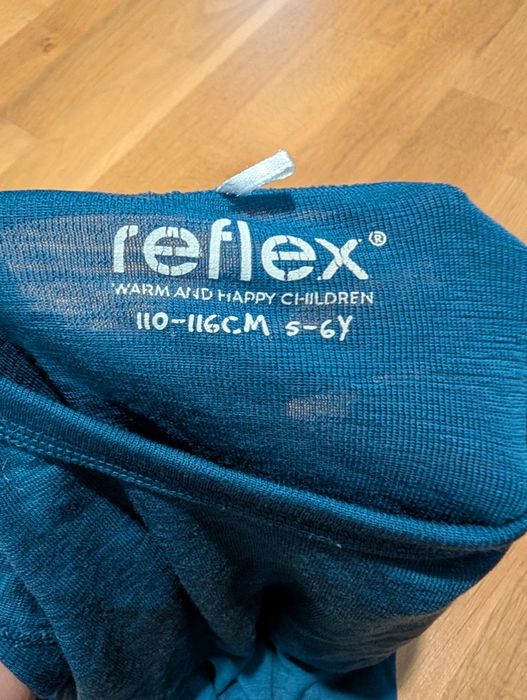 reflex®
WARM AND HAPPY CHILDREN
110-116CM 5-6Y